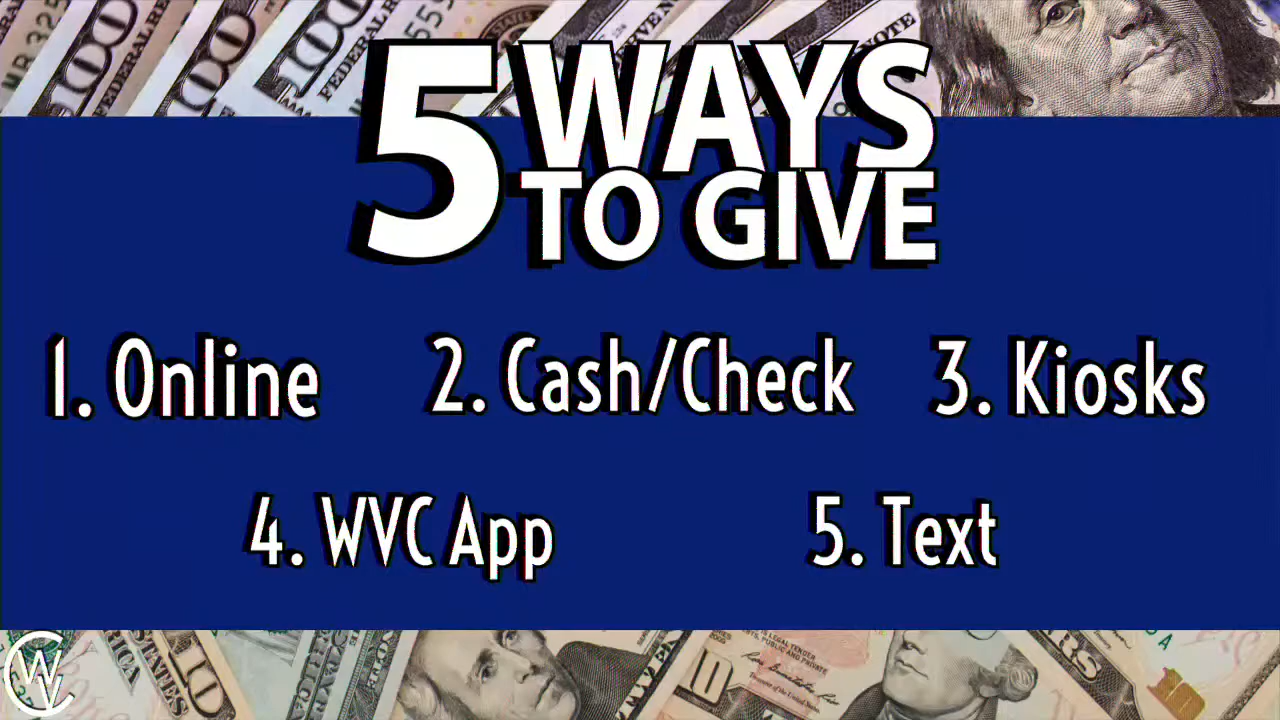 5 WAYS
TO GIVE
1. Online
2. Cash/Check
3. Kiosks
4. WVC App
5. Text